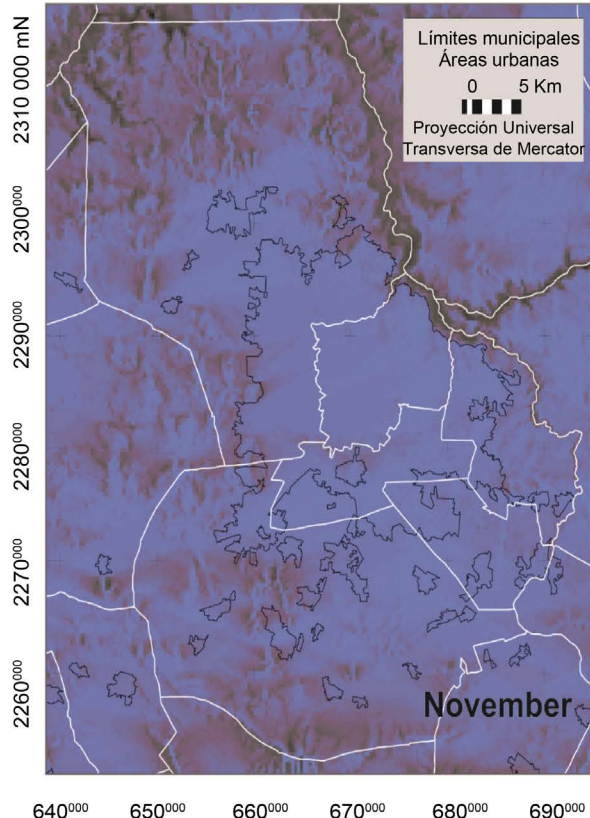 Límites municipales
Áreas urbanas
0 5 Km
Proyección Universal
Transversa de Mercator
2310 000 mN
2300⁰⁰⁰
2290⁰⁰⁰
2280⁰⁰⁰
2270⁰⁰⁰
2260⁰⁰⁰
November
640⁰⁰⁰ 650⁰⁰⁰ 660⁰⁰⁰ 670⁰⁰⁰ 680⁰⁰⁰ 690⁰⁰⁰